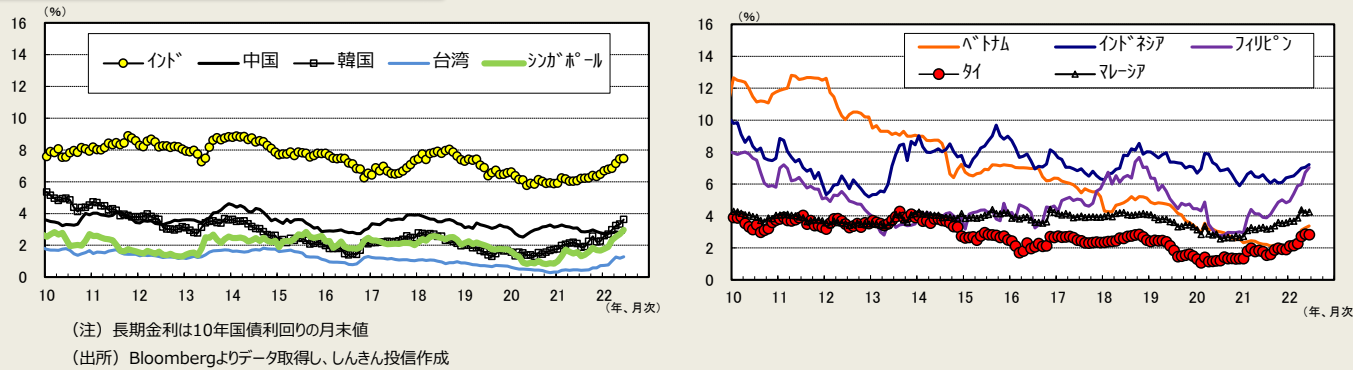 (%)
16
14
12
10
8
6
4
2
0
インド 中国 韓国 台湾 シンガポール
10 11 12 13 14 15 16 17 18 19 20 21 22
(年、月次)
(%)
16
14
12
10
8
6
4
2
0
ベトナム インドネシア フィリピン
タイ マレーシア
10 11 12 13 14 15 16 17 18 19 20 21 22
(年、月次)
(注) 長期金利は10年国債利回りの月末値
(出所) Bloombergよりデータ取得し、しんきん投信作成